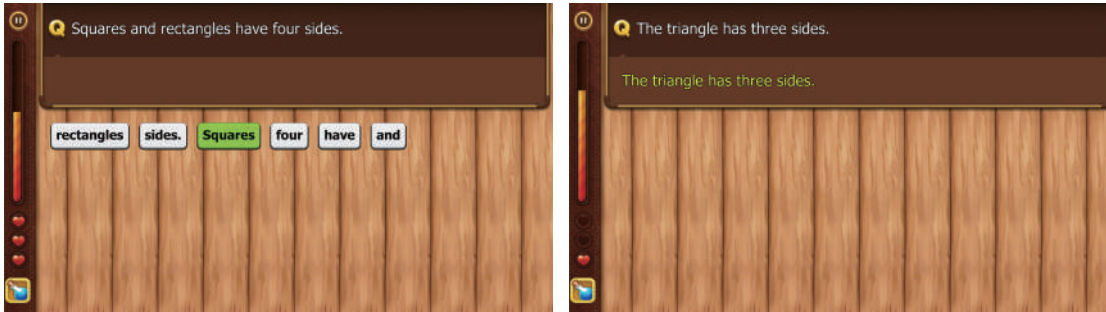 Q Squares and rectangles have four sides.
rectangles sides. Squares four have and
Q The triangle has three sides.
The triangle has three sides.